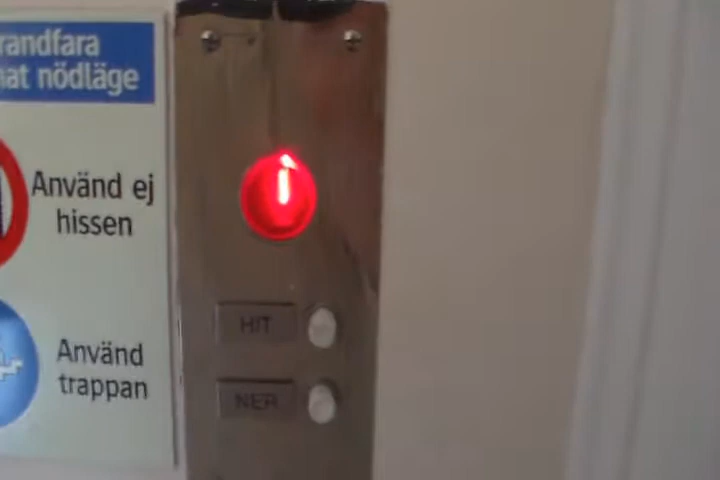 randfara
nat nödläge
Använd ej
hissen
Använd
trappan
HIT
NER